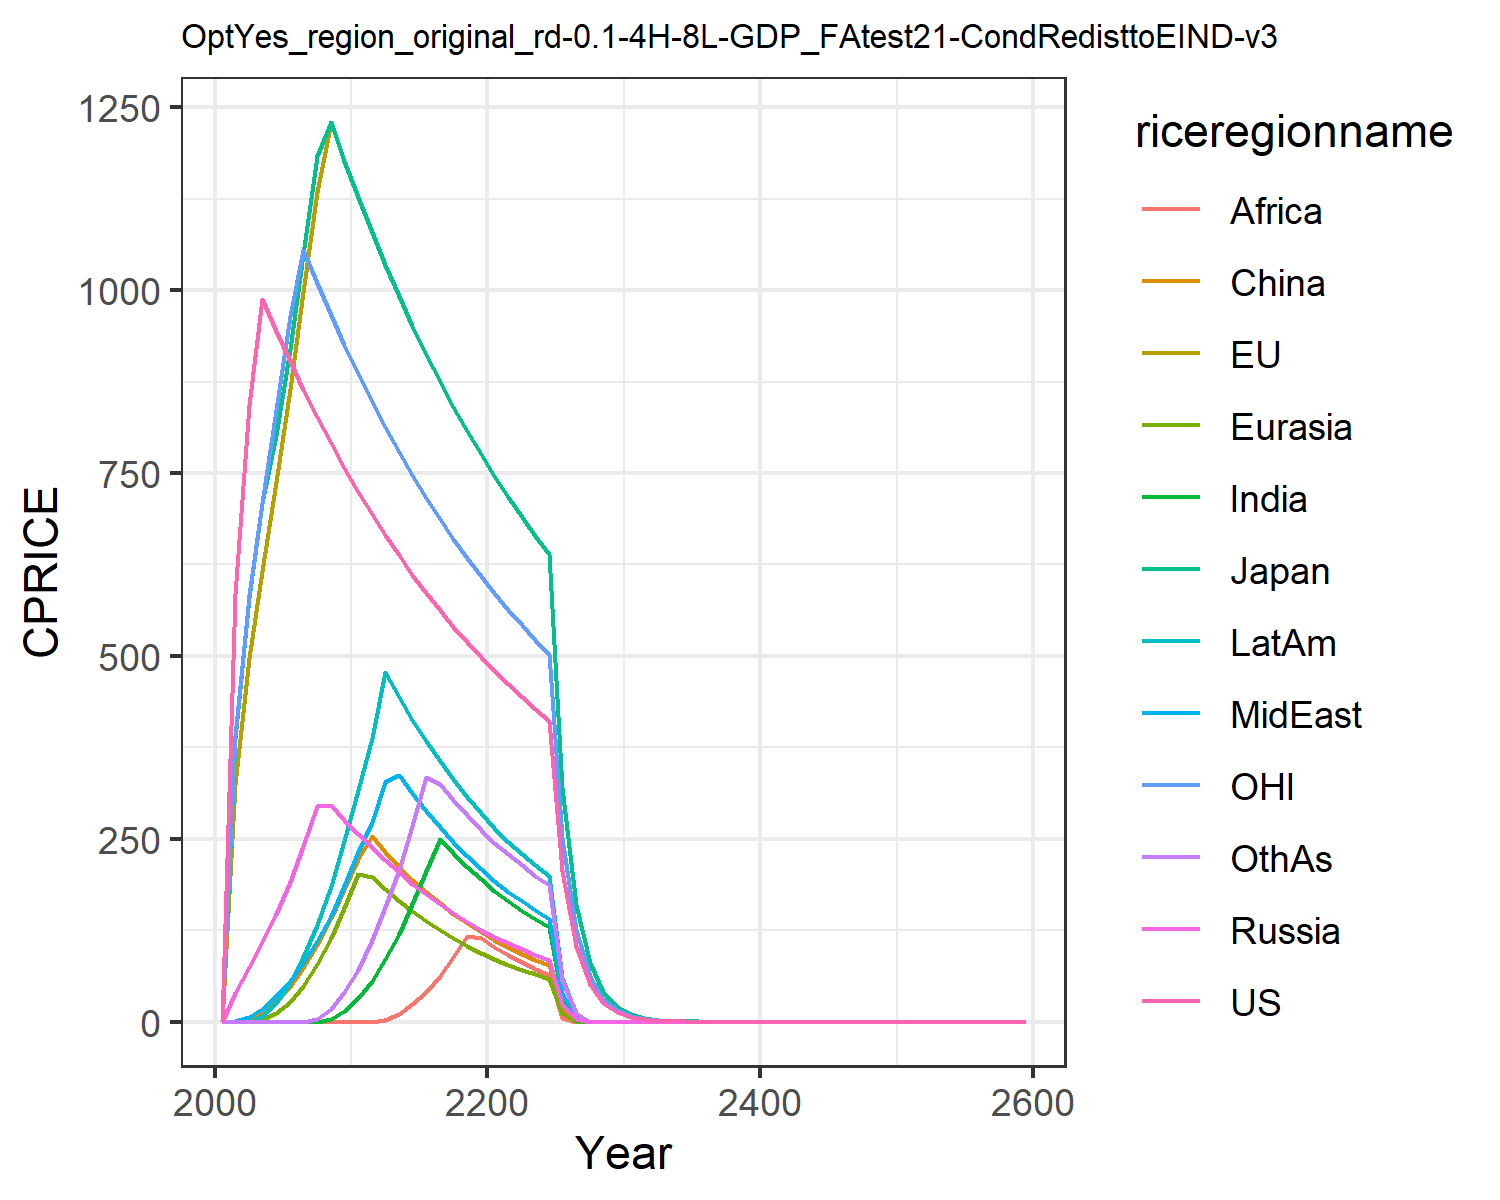 OptYes_region_original_rd-0.1-4H-8L-GDP_FAtest21-CondRedisttoEIND-v3
1250
1000
750
500
250
0
CPRICE
2000 2200 2400 2600
Year
riceregionname
Africa
China
EU
Eurasia
India
Japan
LatAm
MidEast
OHI
OthAs
Russia
US